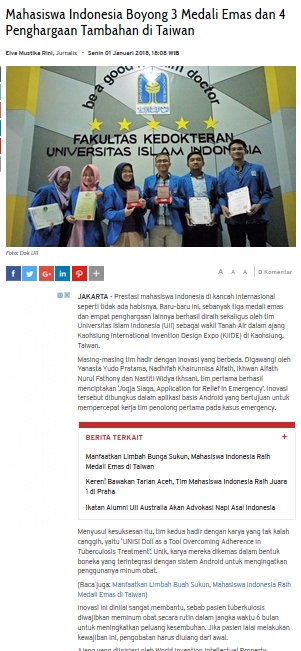 Mahasiswa Indonesia Boyong 3 Medali Emas dan 4
Penghargaan Tambahan di Taiwan
Eiva Mustika Rini, Jurnalis - Senin 01 Januari 2018, 18:08 WIB
be a good muslim doctor
FAKULTAS KEDOKTERAN
UNIVERSITAS ISLAM INDONESIA
Foto: Dok UII
A A A 0 Komentar
JAKARTA - Prestasi mahasiswa Indonesia di kancah internasional
seperti tidak ada habisnya. Baru-baru ini, sebanyak tiga medali emas
dan empat penghargaan lainnya berhasil diraih sekaligus oleh tim
Universitas Islam Indonesia (UII) sebagai wakil Tanah Air dalam ajang
Kaohsiung International Invention Design Expo (KIIDE) di Kaohsiung,
Taiwan.
Masing-masing tim hadir dengan inovasi yang berbeda. Digawangi oleh
Yanasta Yudo Pratama, Nadhifah Khairunnisa Alfath, Ikhwan Alfath
Nurul Fathony dan Nastiti Widya Ikhsani, tim pertama berhasil
menciptakan 'Jogja Siaga, Application for Relief in Emergency'. Inovasi
tersebut dibungkus dalam aplikasi basis Android yang bertujuan untuk
mempercepat kerja tim penolong pertama pada kasus emergency.
BERITA TERKAIT +
Manfaatkan Limbah Bunga Sukun, Mahasiswa Indonesia Raih
Medali Emas di Taiwan
Keren! Bawakan Tarian Aceh, Tim Mahasiswa Indonesia Raih Juara
1 di Praha
Ikatan Alumni UII Australia Akan Advokasi Napi Asal Indonesia
Menyusul kesuksesan itu, tim kedua hadir dengan karya yang tak kalah
canggih, yaitu 'UNISI Doll as a Tool Overcoming Adherence in
Tuberculosis Treatment'. Unik, karya mereka dikemas dalam bentuk
boneka yang terintegrasi dengan sistem Android untuk mengingatkan
penggunanya minum obat.
(Baca juga: Manfaatkan Limbah Buah Sukun, Mahasiswa Indonesia Raih
Medali Emas di Taiwan)
Inovasi ini dinilai sangat membantu, sebab pasien tuberkulosis
diwajibkan meminum obat secara rutin dalam jangka waktu 6 bulan
untuk meningkatkan peluang kesembuhan. Jika pasien lalai melakukan
kewajiban ini, pengobatan harus diulang dari awal.
Ajang yang diinisiasi oleh World Invention Intellectual Property